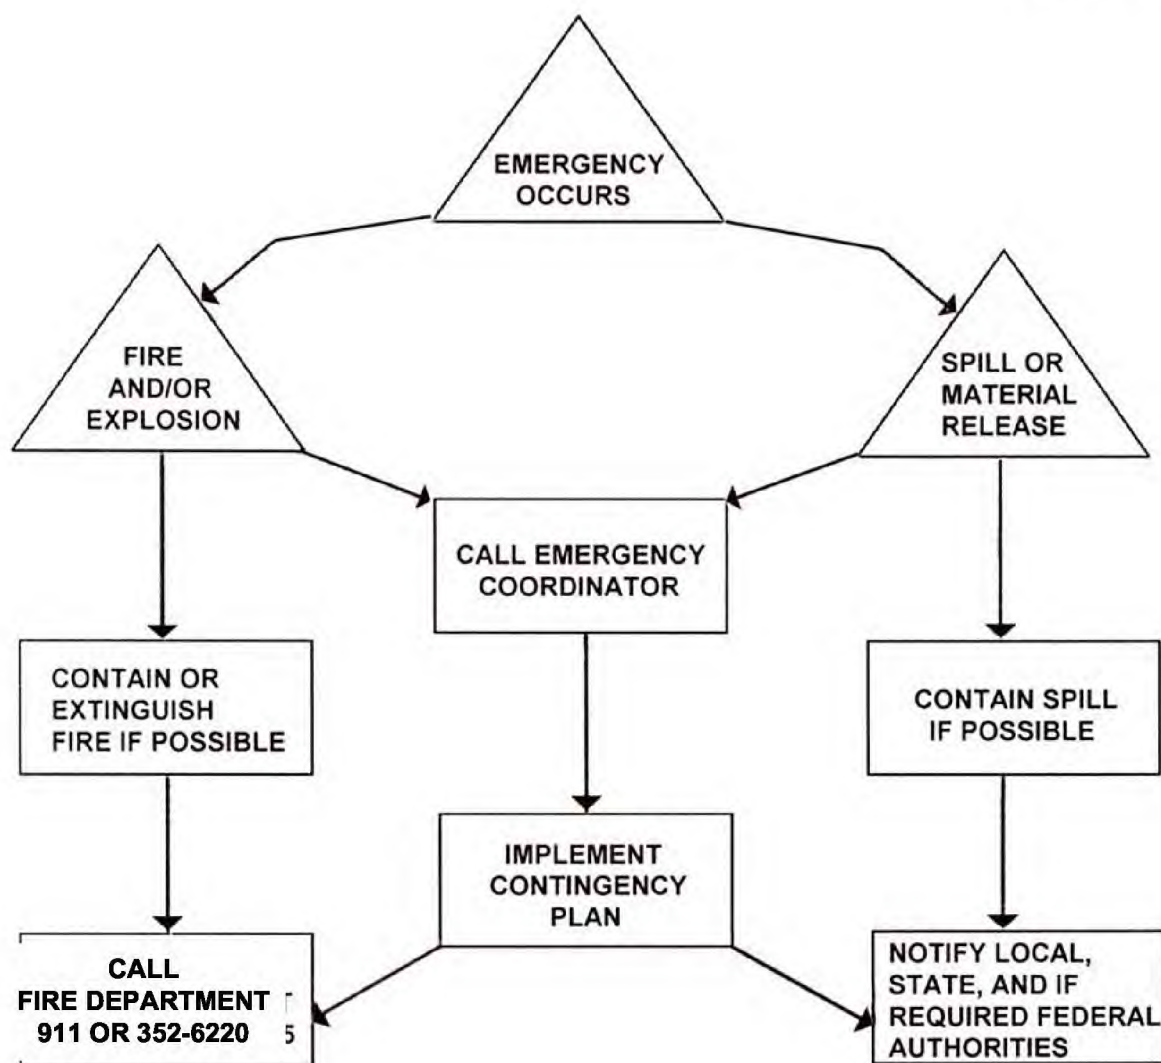 EMERGENCY
OCCURS
FIRE
AND/OR
EXPLOSION
SPILL OR
MATERIAL
RELEASE
CALL EMERGENCY
COORDINATOR
CONTAIN OR
EXTINGUISH
FIRE IF POSSIBLE
CONTAIN SPILL
IF POSSIBLE
IMPLEMENT
CONTINGENCY
PLAN
CALL
FIRE DEPARTMENT
911 OR 352-6220 5
NOTIFY LOCAL,
STATE, AND IF
REQUIRED FEDERAL
AUTHORITIES